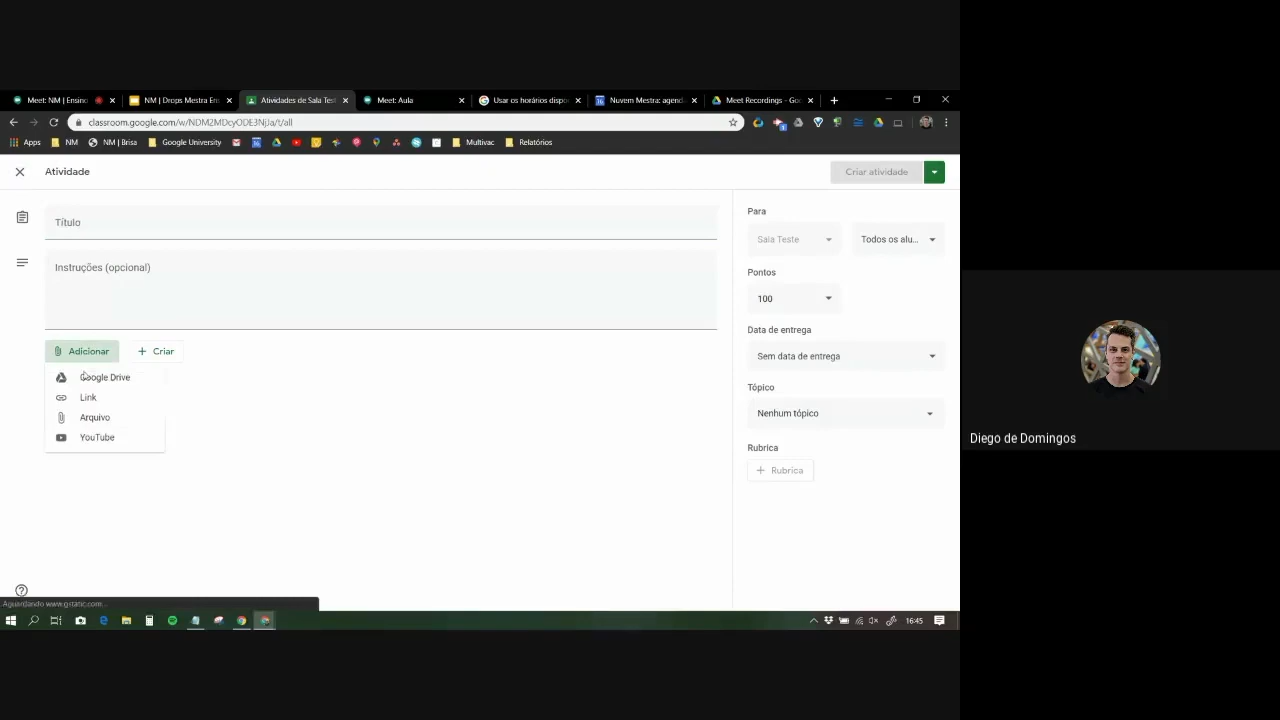 Meet: NM | Ensino
NM | Drops Mestra En
Atividades de Sala Tes
Meet: Aula
Usar os horários dispo
Nuvem Mestra: agend
Meet Recordings - Goo
classroom.google.com/w/NDM2MDcyODE3NjJa/t/all
Apps
NM
NM | Brisa
Google University
Multivac
Relatórios
Atividade
Criar atividade
Título
Instruções (opcional)
Adicionar
Criar
Google Drive
Link
Arquivo
YouTube
Para
Sala Teste
Todos os alu...
Pontos
100
Data de entrega
Sem data de entrega
Tópico
Nenhum tópico
Rubrica
Rubrica
Diego de Domingos
Aguardando www.gstatic.com...
16:45